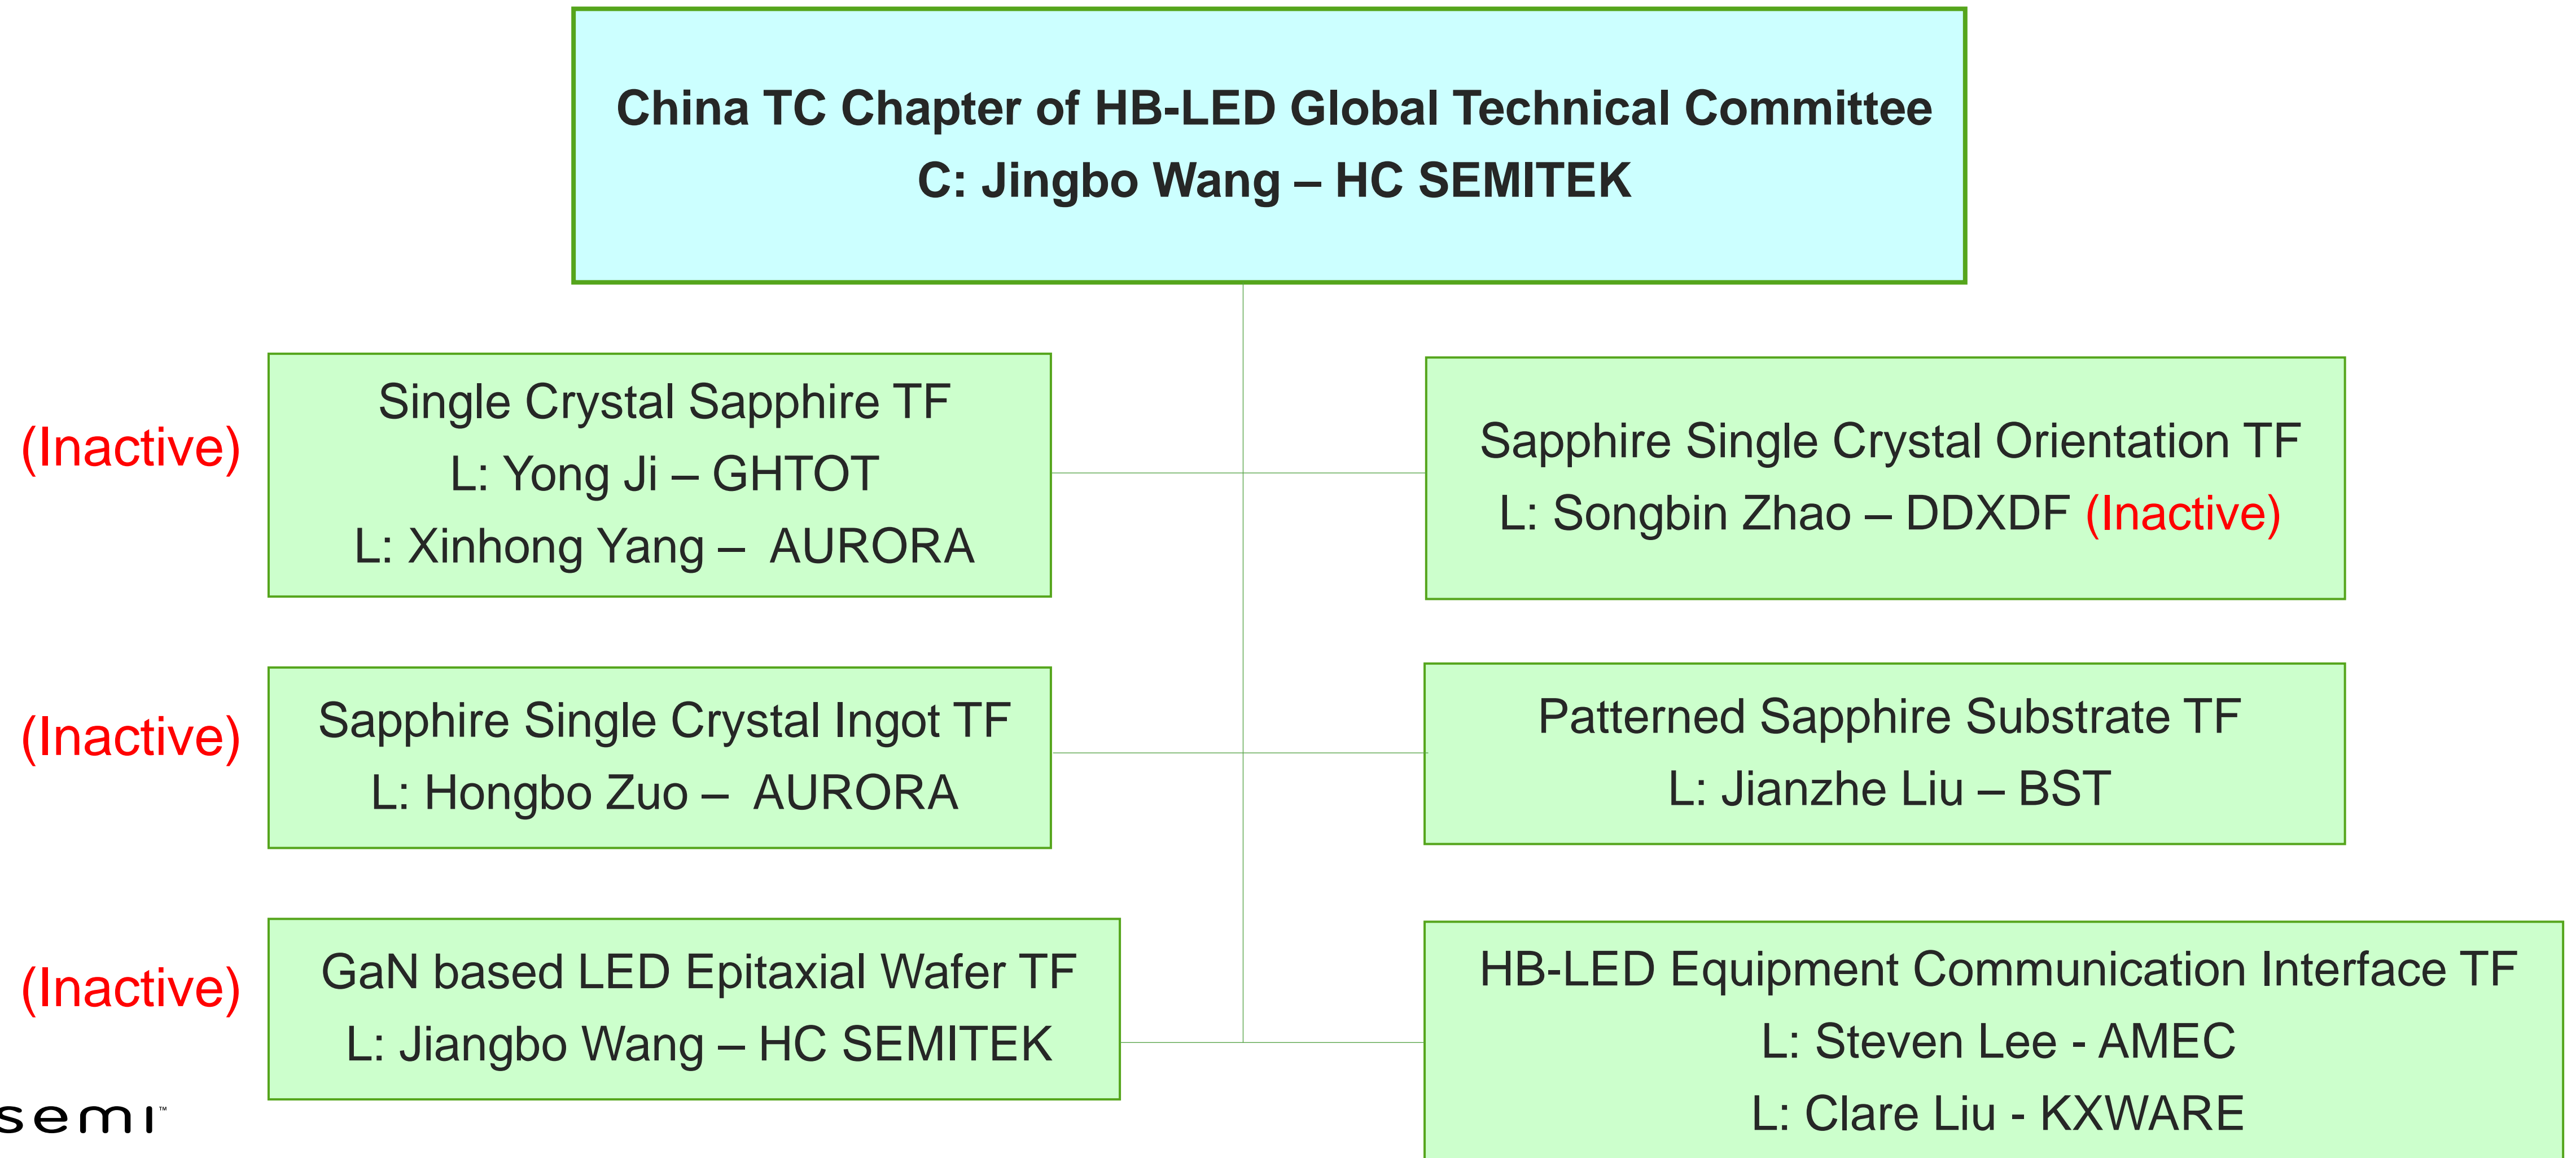 China TC Chapter of HB-LED Global Technical Committee
C: Jingbo Wang – HC SEMITEK
(Inactive)
Single Crystal Sapphire TF
L: Yong Ji – GHTOT
L: Xinhong Yang – AURORA
Sapphire Single Crystal Orientation TF
L: Songbin Zhao – DDXDF (Inactive)
(Inactive)
Sapphire Single Crystal Ingot TF
L: Hongbo Zuo – AURORA
Patterned Sapphire Substrate TF
L: Jianzhe Liu – BST
(Inactive)
GaN based LED Epitaxial Wafer TF
L: Jiangbo Wang – HC SEMITEK
HB-LED Equipment Communication Interface TF
L: Steven Lee - AMEC
L: Clare Liu - KXWARE
semi™